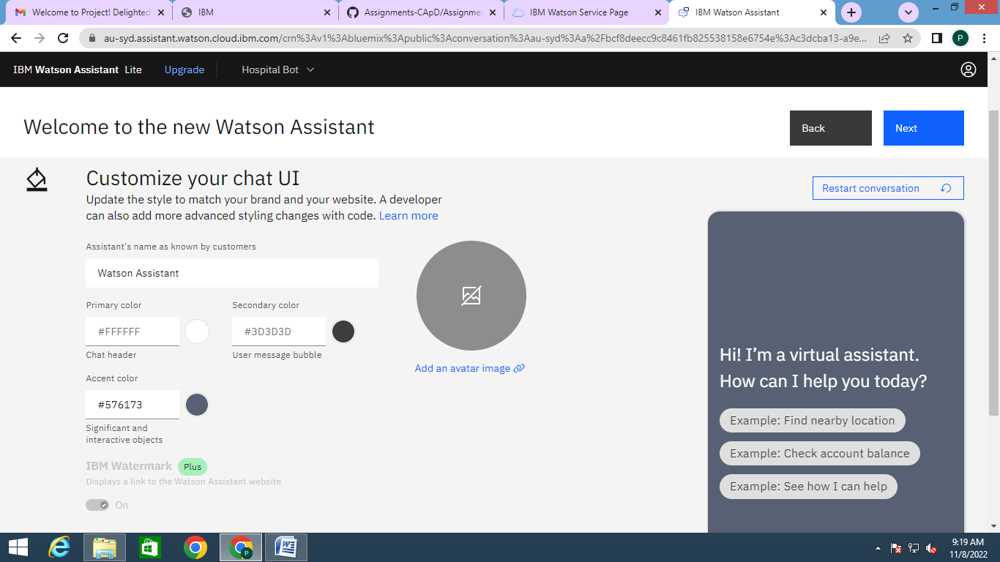 Welcome to Project! Delighted
IBM
Assignments-CApD/Assignme
IBM Watson Service Page
IBM Watson Assistant
au-syd.assistant.watson.cloud.ibm.com/crn%3Av1%3Abluemix%3Apublic%3Aconversation%3Aau-syd%3Aa%2Fbcf8deecc9c8461fb825538158e6754e%3Ac3dcba13-a9e...
P
IBM Watson Assistant Lite
Upgrade
Hospital Bot
Welcome to the new Watson Assistant
Back
Next
Customize your chat UI
Update the style to match your brand and your website. A developer
can also add more advanced styling changes with code. Learn more
Restart conversation
Assistant's name as known by customers
Watson Assistant
Primary color
Secondary color
#FFFFFF
#3D3D3D
Chat header
User message bubble
Add an avatar image
Accent color
#576173
Significant and
interactive objects
IBM Watermark Plus
Displays a link to the Watson Assistant website
On
Hi! I’m a virtual assistant.
How can I help you today?
Example: Find nearby location
Example: Check account balance
Example: See how I can help
P
9:19 AM
11/8/2022